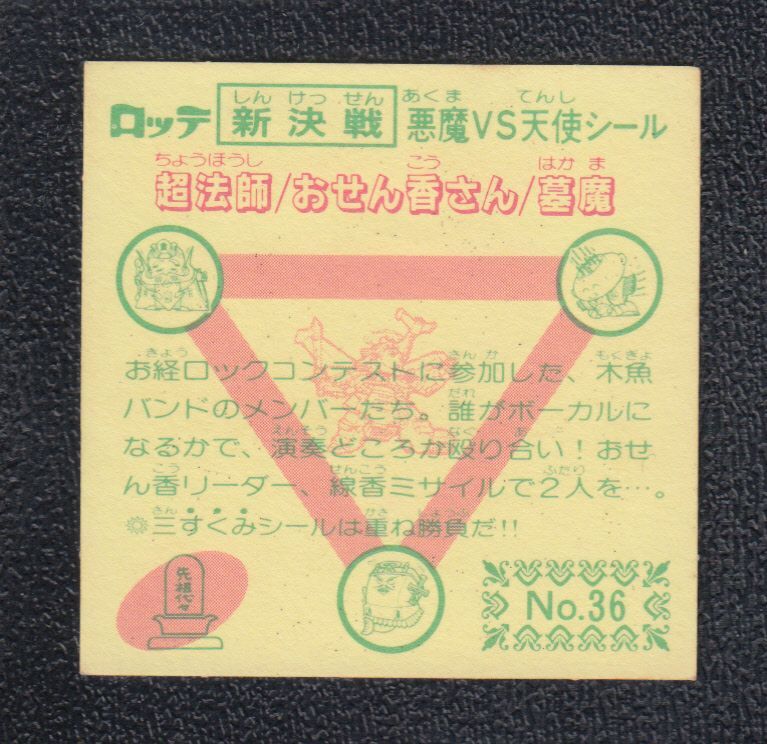 しん けっ せん あくま てんし
ロッテ 新決戦 悪魔VS天使シール
ちょうほうし こう はか ま
超法師/おせん香さん/墓魔
きょう さん か もくぎょ
お経ロックコンテストに参加した、木魚
だれ
バンドのメンバーたち。誰がボーカルに
えんそう なぐ あ
なるかで、演奏どころか殴り合い!おせ
こう せんこう ふたり
ん香リーダー、線香ミサイルで2人を…。
さん かさ しょうぶ
三すくみシールは重ね勝負だ!!
先祖代々
No.36